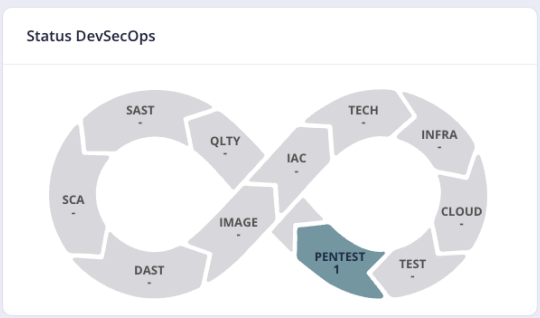 Status DevSecOps
SAST
-
QLTY
-
IAC
-
TECH
-
INFRA
-
SCA
-
IMAGE
-
CLOUD
-
DAST
-
PENTEST
1
TEST
-